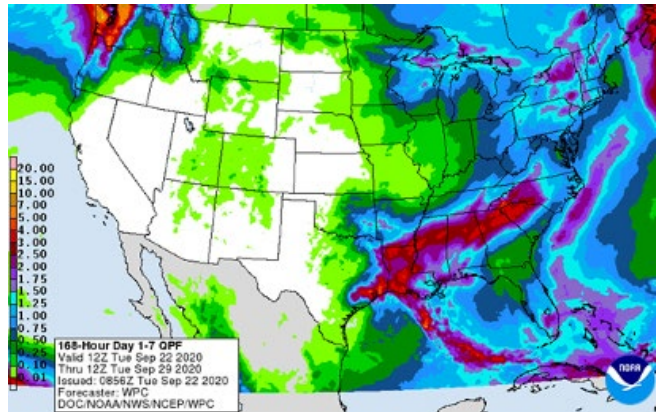 20.00
15.00
10.00
7.00
5.00
4.00
3.00
2.50
2.00
1.75
1.50
1.25
1.00
0.75
0.50
0.25
0.10
0.01
168-Hour Day 1-7 QPF
Valid 12Z Tue Sep 22 2020
Thru 12Z Tue Sep 29 2020
Issued: 0856Z Tue Sep 22 2020
Forecaster: WPC
DOC/NOAA/NWS/NCEP/WPC
NOAA